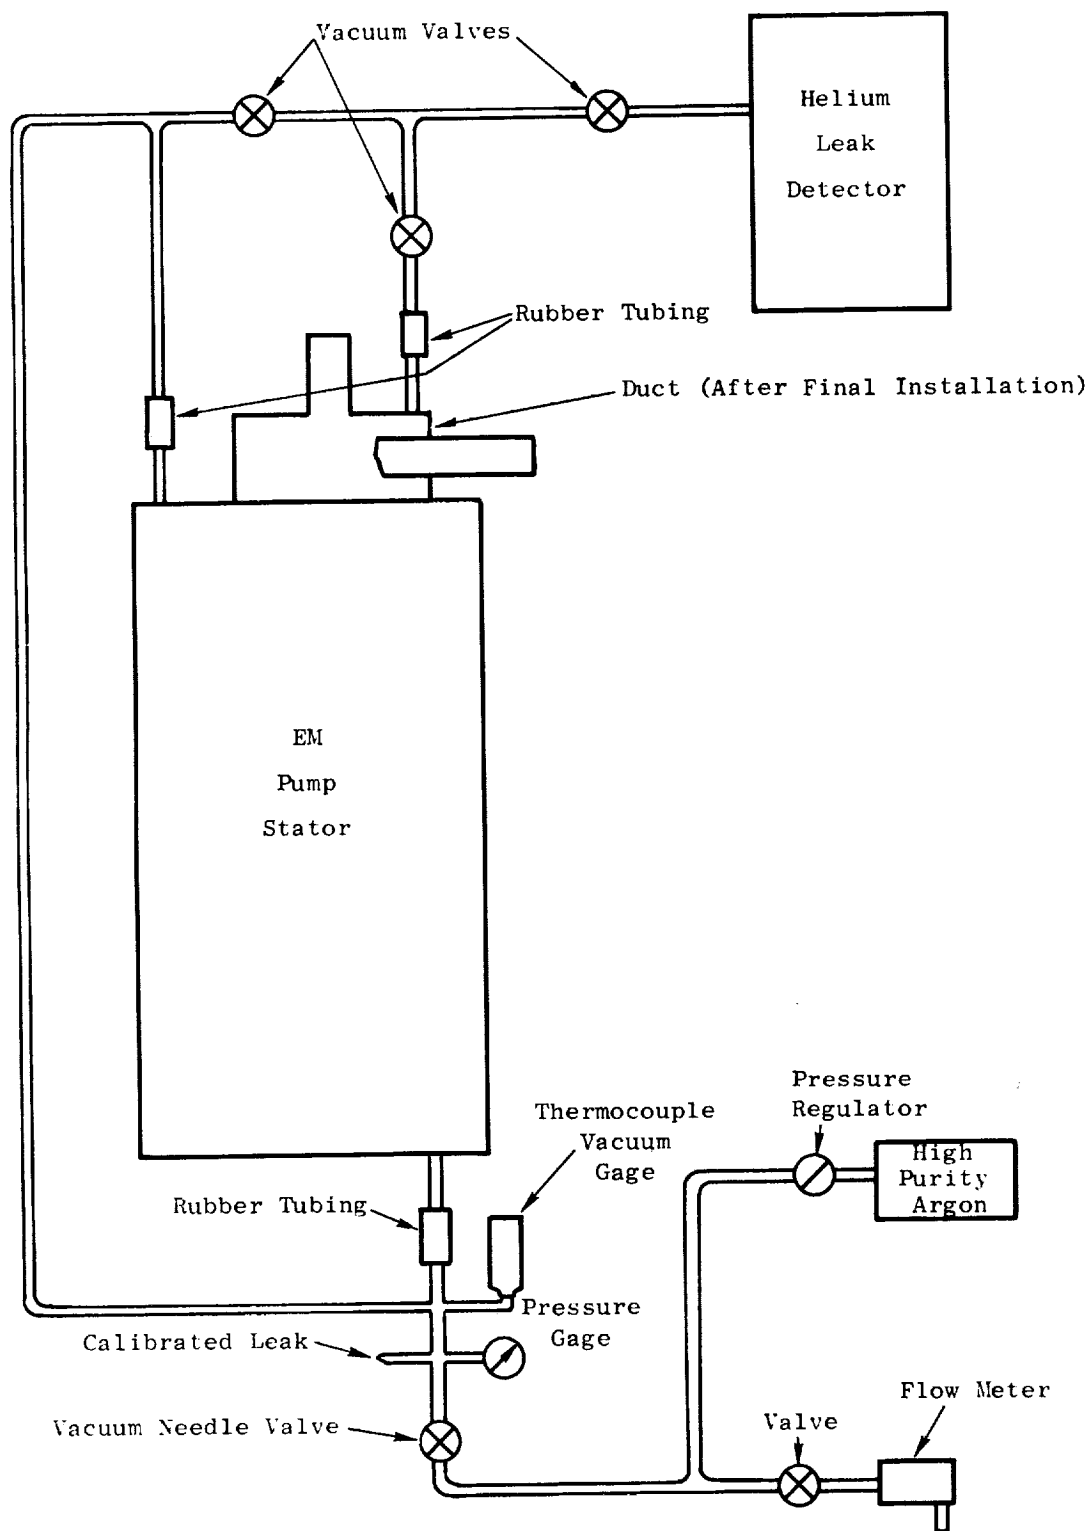 Vacuum Valves
Helium
Leak
Detector
Rubber Tubing
Duct (After Final Installation)
EM
Pump
Stator
Thermocouple
Vacuum
Gage
Pressure
Regulator
High
Purity
Argon
Rubber Tubing
Pressure
Gage
Calibrated Leak
Vacuum Needle Valve
Valve
Flow Meter